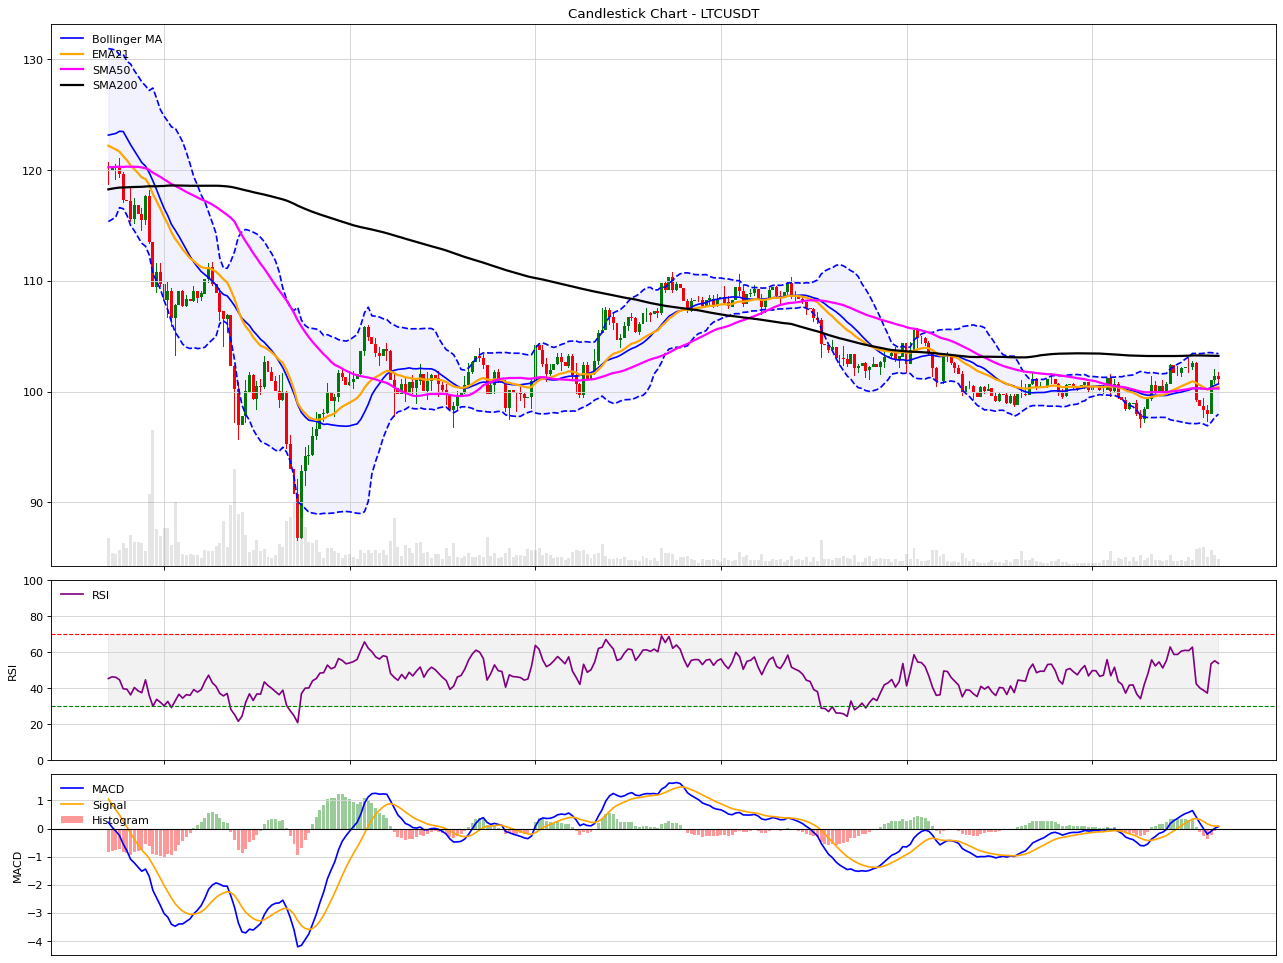 Candlestick Chart - LTCUSDT
Bollinger MA
EMA21
SMA50
SMA200
130
120
110
100
90
RSI
100
80
60
40
20
0
RSI
MACD
Signal
Histogram
1
0
−1
−2
−3
−4
MACD